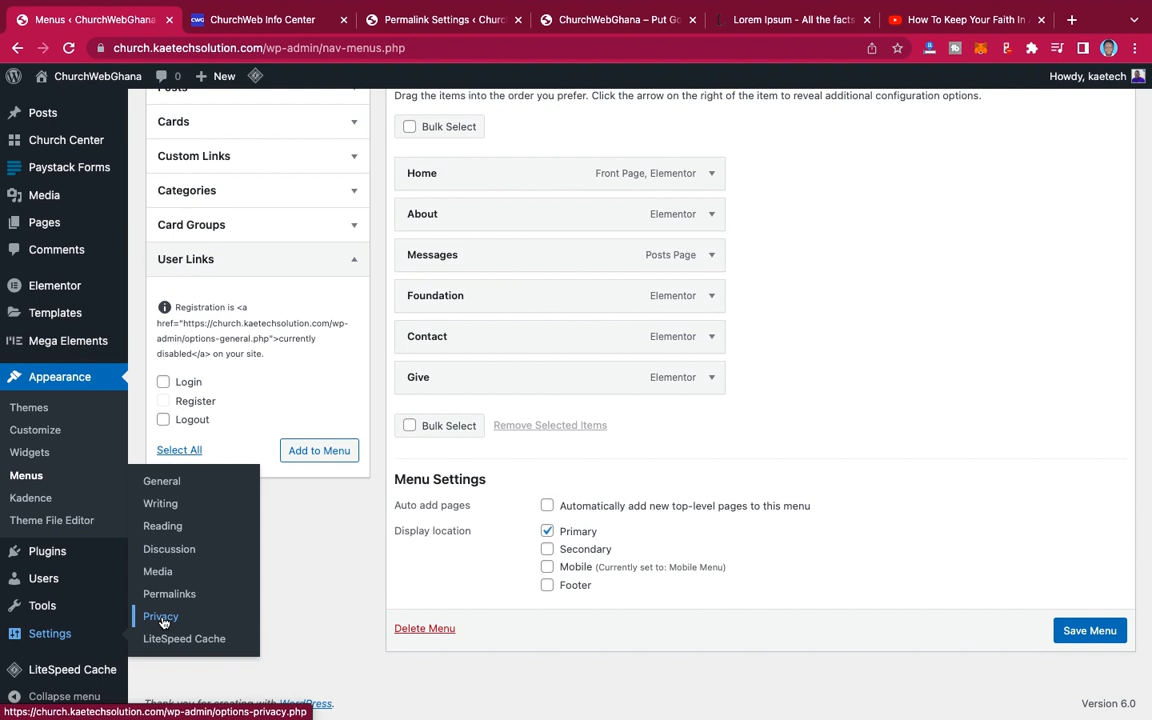 Menus ‹ ChurchWebGhana
ChurchWeb Info Center
Permalink Settings ‹ Churc
ChurchWebGhana – Put Go
Lorem Ipsum - All the facts
How To Keep Your Faith In
church.kaetechsolution.com/wp-admin/nav-menus.php
ChurchWebGhana
0
New
Howdy, kaetech
Posts
Church Center
Paystack Forms
Media
Pages
Comments
Elementor
Templates
Mega Elements
Appearance
Themes
Customize
Widgets
Menus
Kadence
Theme File Editor
Plugins
Users
Tools
Settings
LiteSpeed Cache
Collapse menu
General
Writing
Reading
Discussion
Media
Permalinks
Privacy
LiteSpeed Cache
Posts
Cards
Custom Links
Categories
Card Groups
User Links
Registration is <a
href="https://church.kaetechsolution.com/wp-
admin/options-general.php">currently
disabled</a> on your site.
Login
Register
Logout
Select All
Add to Menu
Drag the items into the order you prefer. Click the arrow on the right of the item to reveal additional configuration options.
Bulk Select
Home Front Page, Elementor
About Elementor
Messages Posts Page
Foundation Elementor
Contact Elementor
Give Elementor
Bulk Select Remove Selected Items
Menu Settings
Auto add pages Automatically add new top-level pages to this menu
Display location Primary
Secondary
Mobile (Currently set to: Mobile Menu)
Footer
Delete Menu
Save Menu
Thank you for creating with WordPress.
Version 6.0
https://church.kaetechsolution.com/wp-admin/options-privacy.php